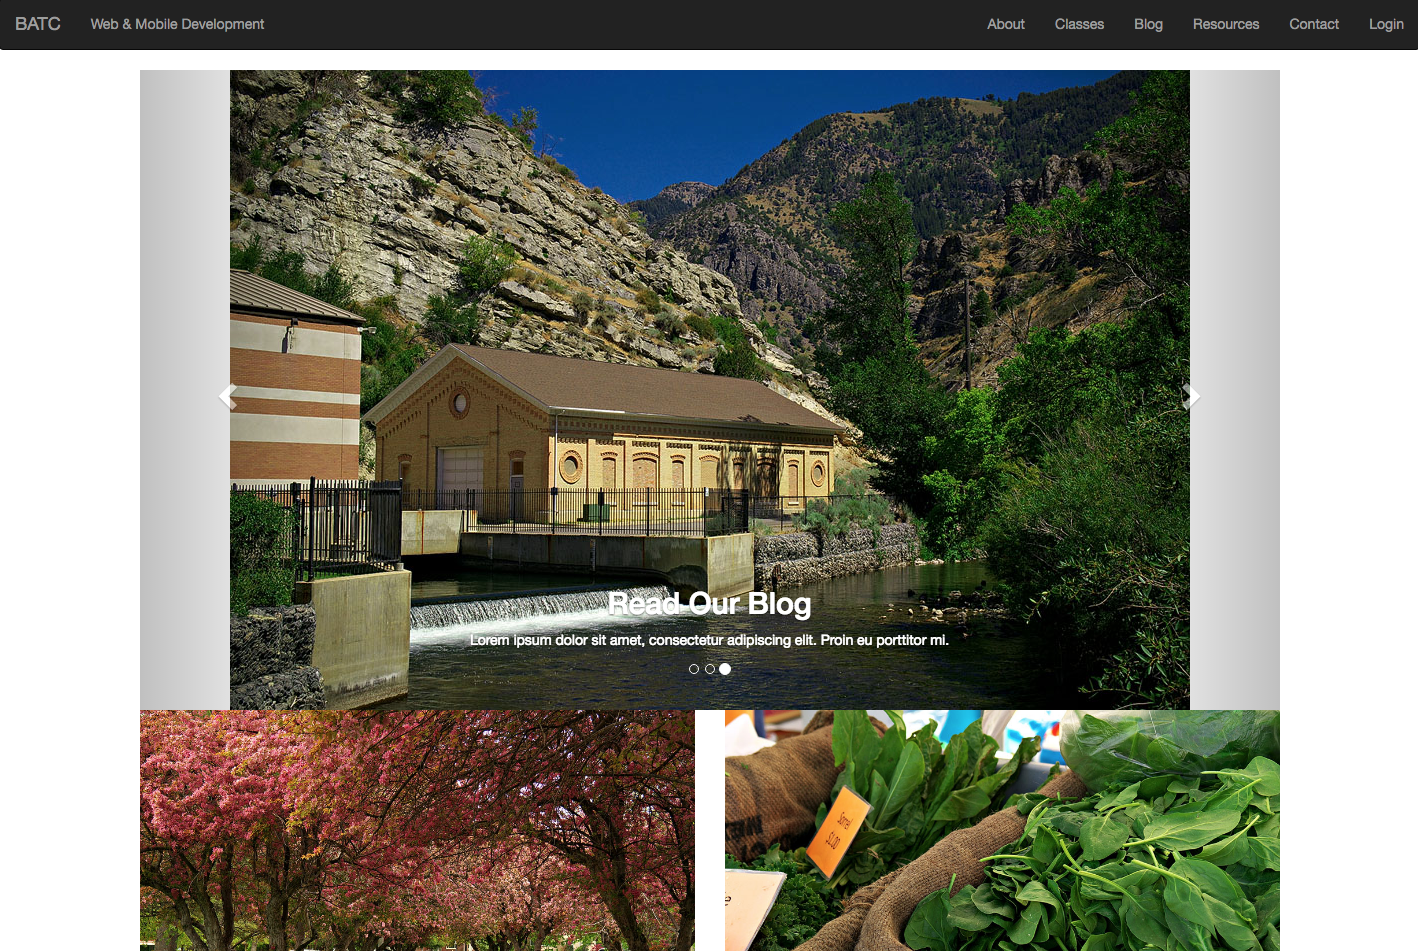 BATC Web & Mobile Development About Classes Blog Resources Contact Login
Read Our Blog
Lorem ipsum dolor sit amet, consectetur adipiscing elit. Proin eu porttitor mi.